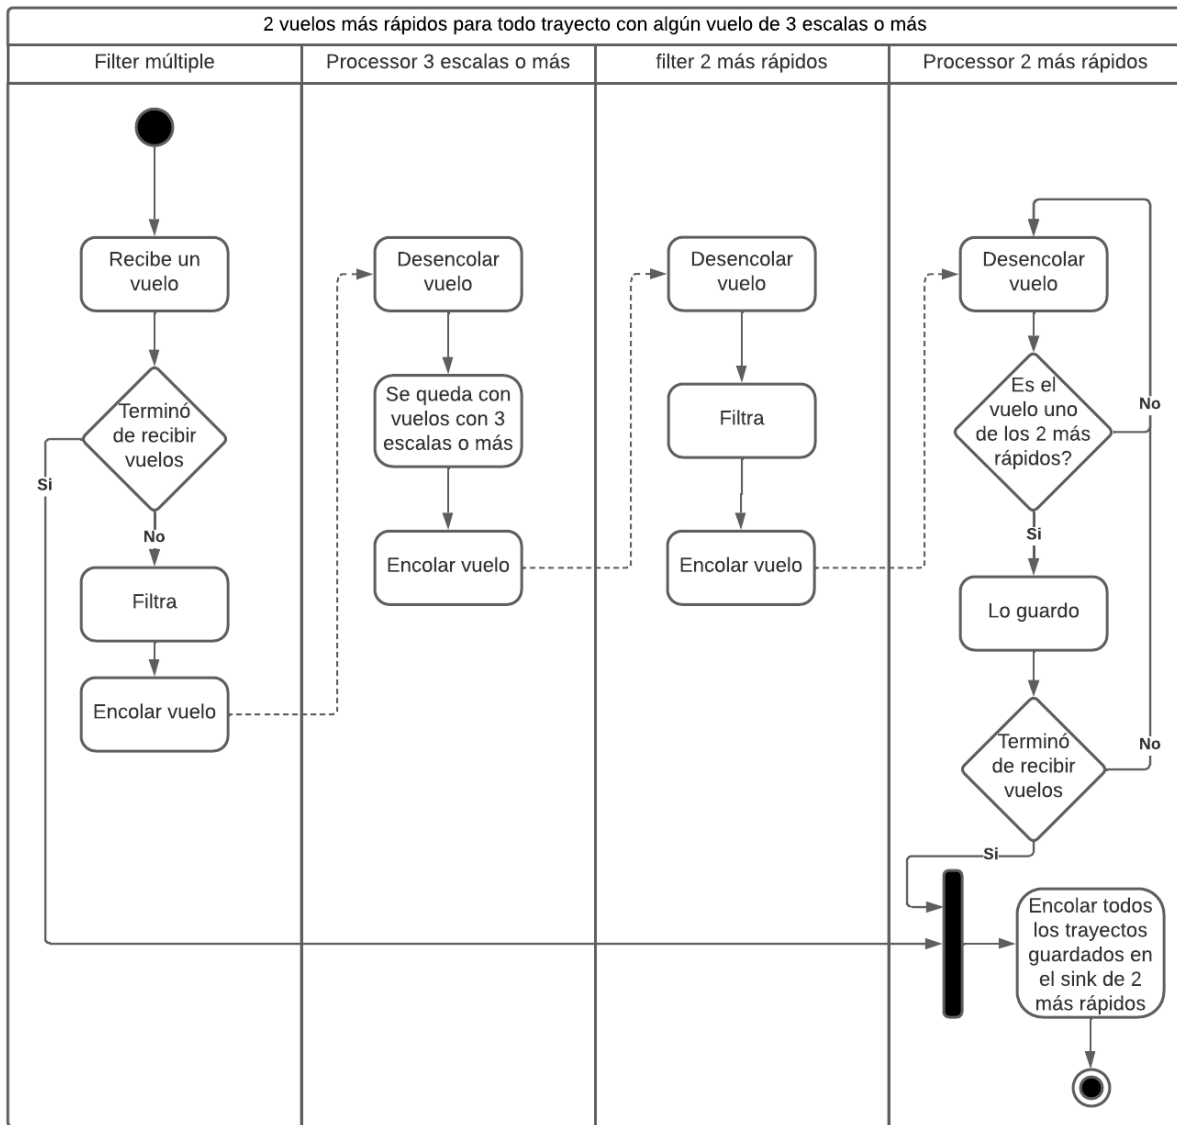 2 vuelos más rápidos para todo trayecto con algún vuelo de 3 escalas o más
Filter múltiple
Processor 3 escalas o más
filter 2 más rápidos
Processor 2 más rápidos
Recibe un
vuelo
Terminó
de recibir
vuelos
Si
No
Filtra
Encolar vuelo
Desencolar
vuelo
Se queda con
vuelos con 3
escalas o más
Encolar vuelo
Desencolar
vuelo
Filtra
Encolar vuelo
Desencolar
vuelo
Es el
vuelo uno
de los 2 más
rápidos?
No
Si
Lo guardo
Terminó
de recibir
vuelos
No
Si
Encolar todos
los trayectos
guardados en
el sink de 2
más rápidos